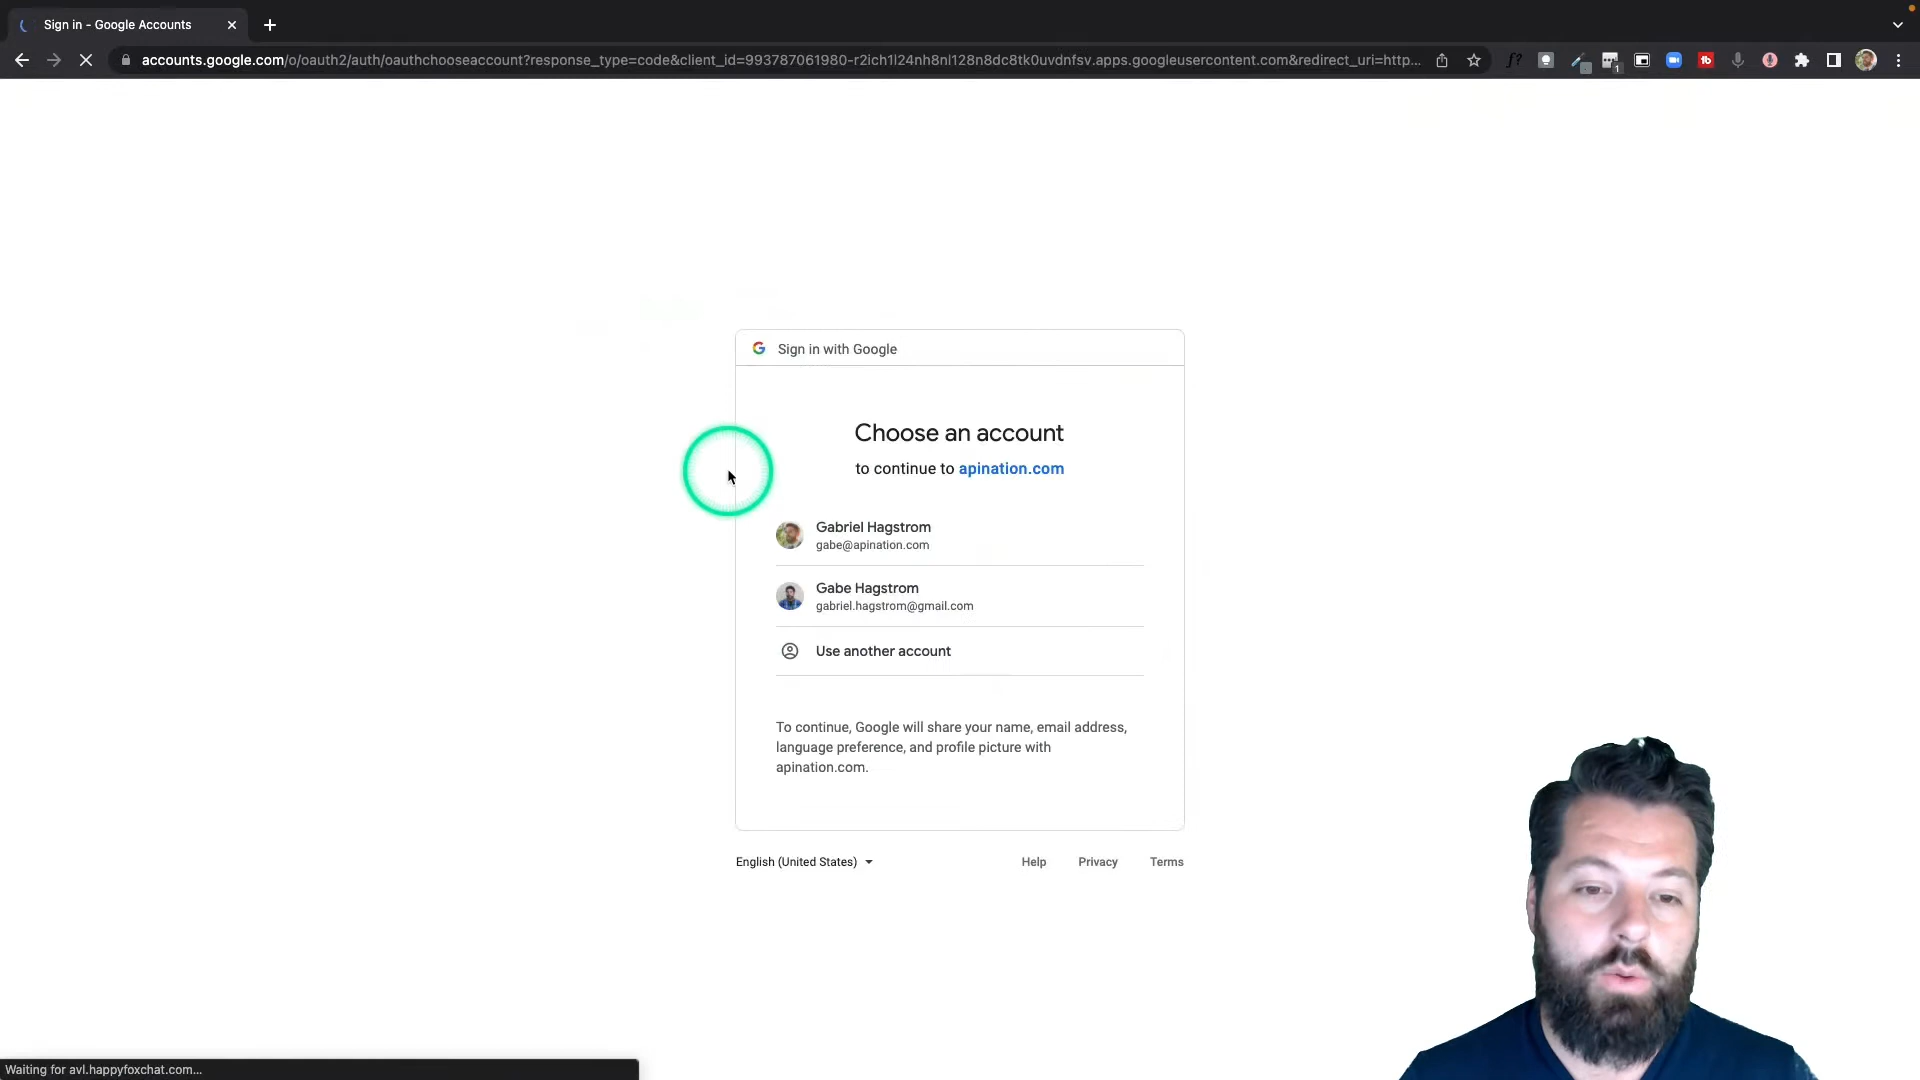 Sign in - Google Accounts
accounts.google.com/o/oauth2/auth/oauthchooseaccount?response_type=code&client_id=993787061980-r2ich1l24nh8nl128n8dc8tk0uvdnfsv.apps.googleusercontent.com&redirect_uri=http...
f?
1
tb
Sign in with Google
Choose an account
to continue to apination.com
Gabriel Hagstrom
gabe@apination.com
Gabe Hagstrom
gabriel.hagstrom@gmail.com
Use another account
To continue, Google will share your name, email address,
language preference, and profile picture with
apination.com.
English (United States)
Help Privacy Terms
Waiting for avl.happyfoxchat.com...